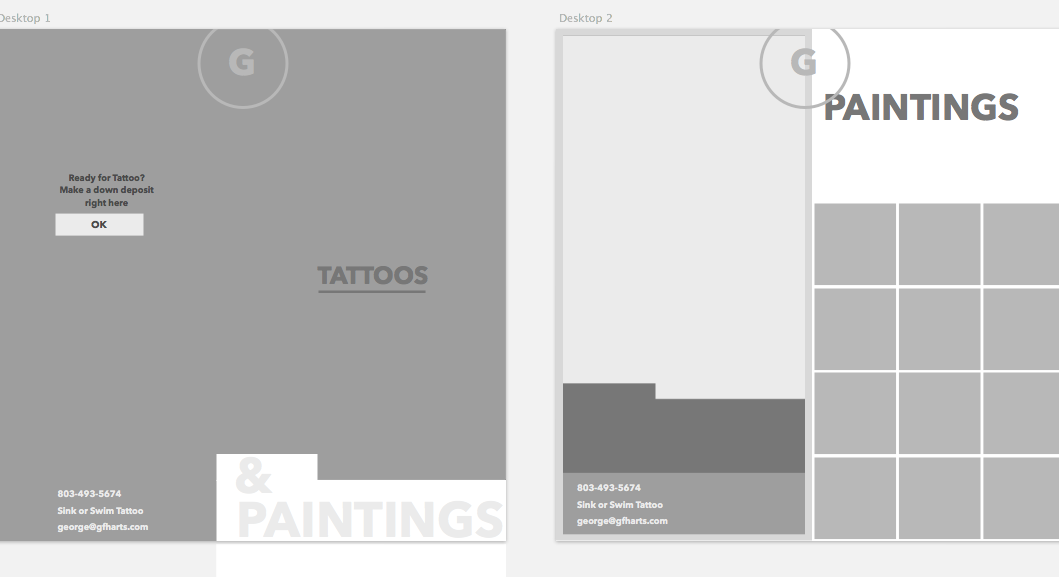 Desktop 1
G
Ready for Tattoo?
Make a down deposit
right here
OK
TATTOOS
&
PAINTINGS
803-493-5674
Sink or Swim Tattoo
george@gfharts.com
Desktop 2
G
PAINTINGS
803-493-5674
Sink or Swim Tattoo
george@gfharts.com